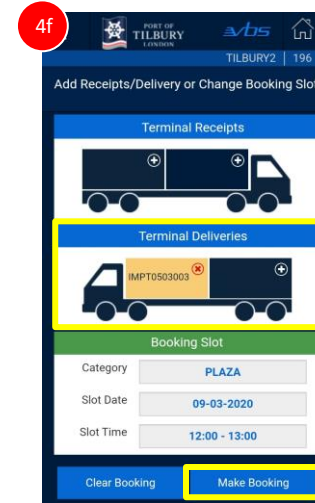 4f
PORT OF
TILBURY
LONDON
avbs
TILBURY2 | 196
Add Receipts/Delivery or Change Booking Slot
Terminal Receipts
Terminal Deliveries
IMPT0503003
Booking Slot
Category PLAZA
Slot Date 09-03-2020
Slot Time 12:00 - 13:00
Clear Booking Make Booking